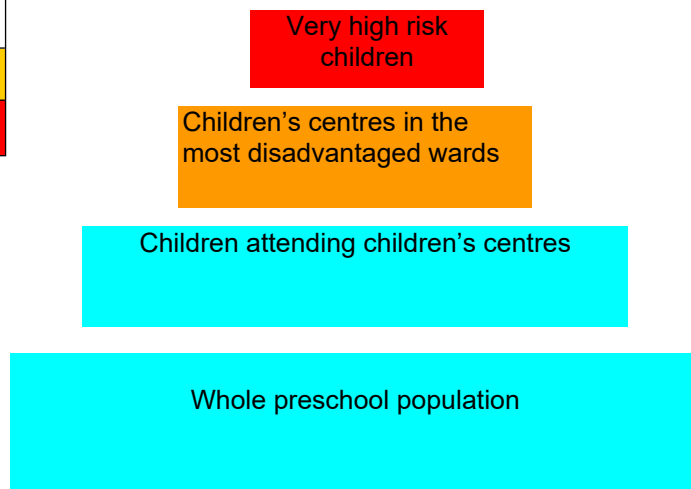 Very high risk
children
Children’s centres in the
most disadvantaged wards
Children attending children’s centres
Whole preschool population